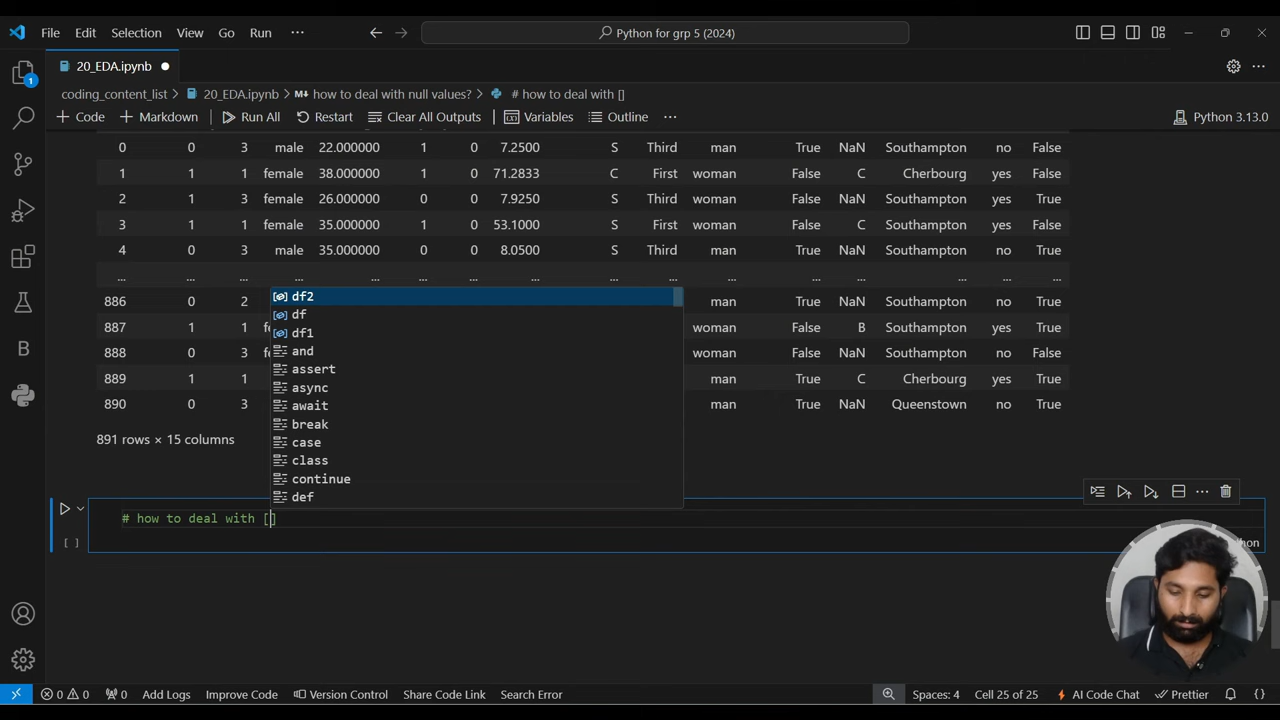 File Edit Selection View Go Run ··· Python for grp 5 (2024)
20_EDA.ipynb
coding_content_list > 20_EDA.ipynb > how to deal with null values? > # how to deal with []
+ Code + Markdown Run All Restart Clear All Outputs Variables Outline ··· Python 3.13.0
0 0 3 male 22.000000 1 0 7.2500 S Third man True NaN Southampton no False
1 1 1 female 38.000000 1 0 71.2833 C First woman False C Cherbourg yes False
2 1 3 female 26.000000 0 0 7.9250 S Third woman False NaN Southampton yes True
3 1 1 female 35.000000 1 0 53.1000 S First woman False C Southampton yes False
4 0 3 male 35.000000 0 0 8.0500 S Third man True NaN Southampton no True
... ... ... ... ... ... ... ... ... ... ... ... ... ... ... ...
886 0 2 man True NaN Southampton no True
887 1 1 woman False B Southampton yes True
888 0 3 woman False NaN Southampton no False
889 1 1 man True C Cherbourg yes True
890 0 3 man True NaN Queenstown no True
df2
df
df1
and
assert
async
await
break
case
class
continue
def
891 rows × 15 columns
# how to deal with []
[ ]
0 0 0 Add Logs Improve Code Version Control Share Code Link Search Error Spaces: 4 Cell 25 of 25 AI Code Chat Prettier